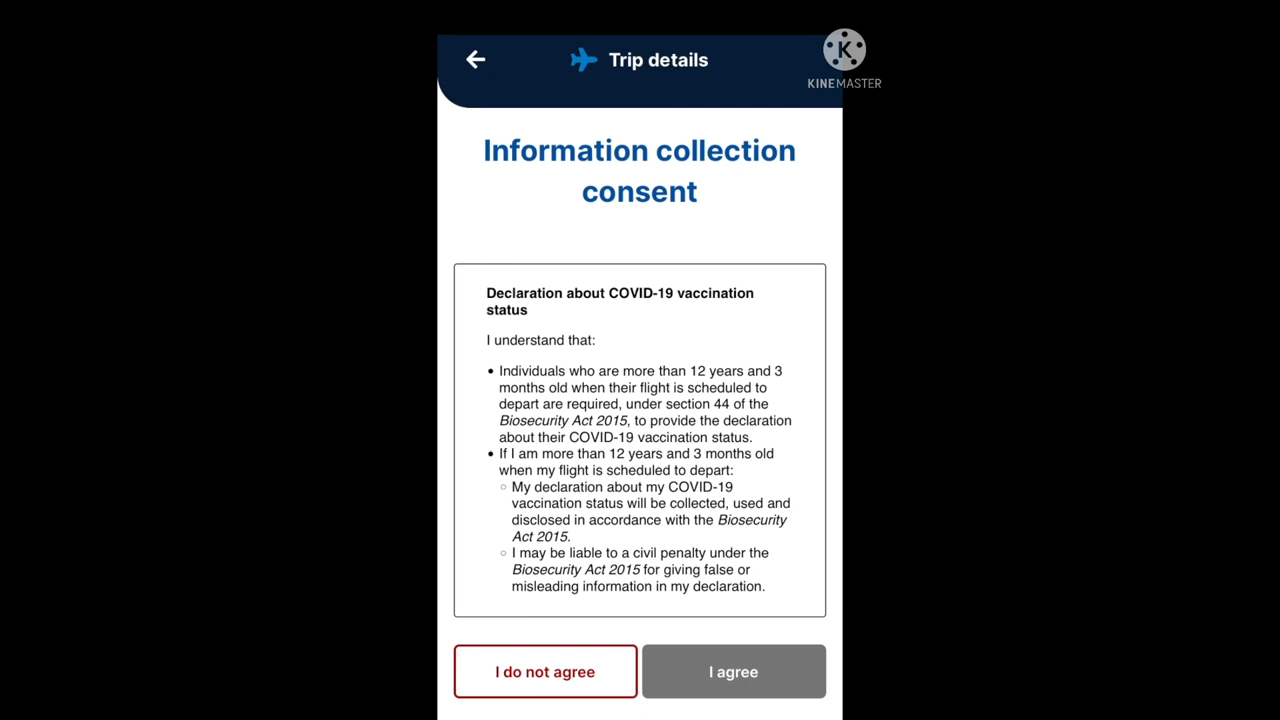 Trip details
K
KINEMASTER
Information collection
consent
Declaration about COVID-19 vaccination
status
I understand that:
• Individuals who are more than 12 years and 3
months old when their flight is scheduled to
depart are required, under section 44 of the
Biosecurity Act 2015, to provide the declaration
about their COVID-19 vaccination status.
• If I am more than 12 years and 3 months old
when my flight is scheduled to depart:
○ My declaration about my COVID-19
vaccination status will be collected, used and
disclosed in accordance with the Biosecurity
Act 2015.
○ I may be liable to a civil penalty under the
Biosecurity Act 2015 for giving false or
misleading information in my declaration.
I do not agree
I agree